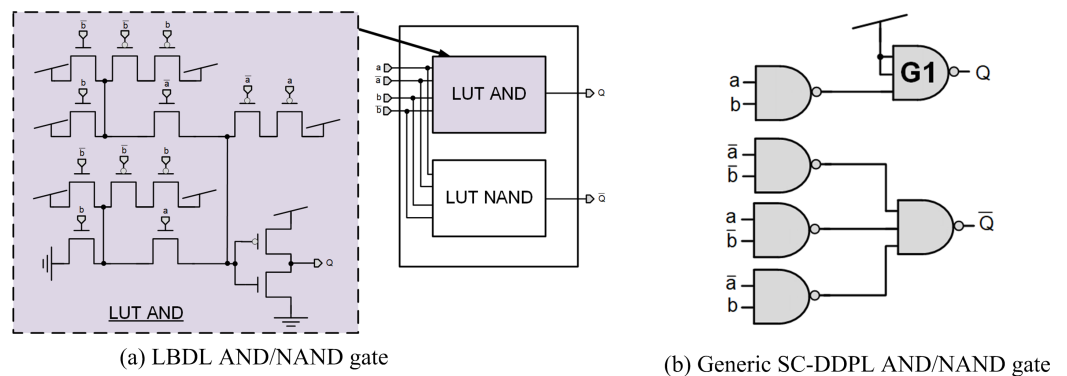 b̅ b̅ b
b a̅ a̅ a
b̅ b̅ b
b a
Q
LUT AND
a
a̅
b
b̅
LUT AND
Q
LUT NAND
Q̅
(a) LBDL AND/NAND gate
a
b
G1
Q
a̅
b̅
a
b̅
a̅
b
Q̅
(b) Generic SC-DDPL AND/NAND gate